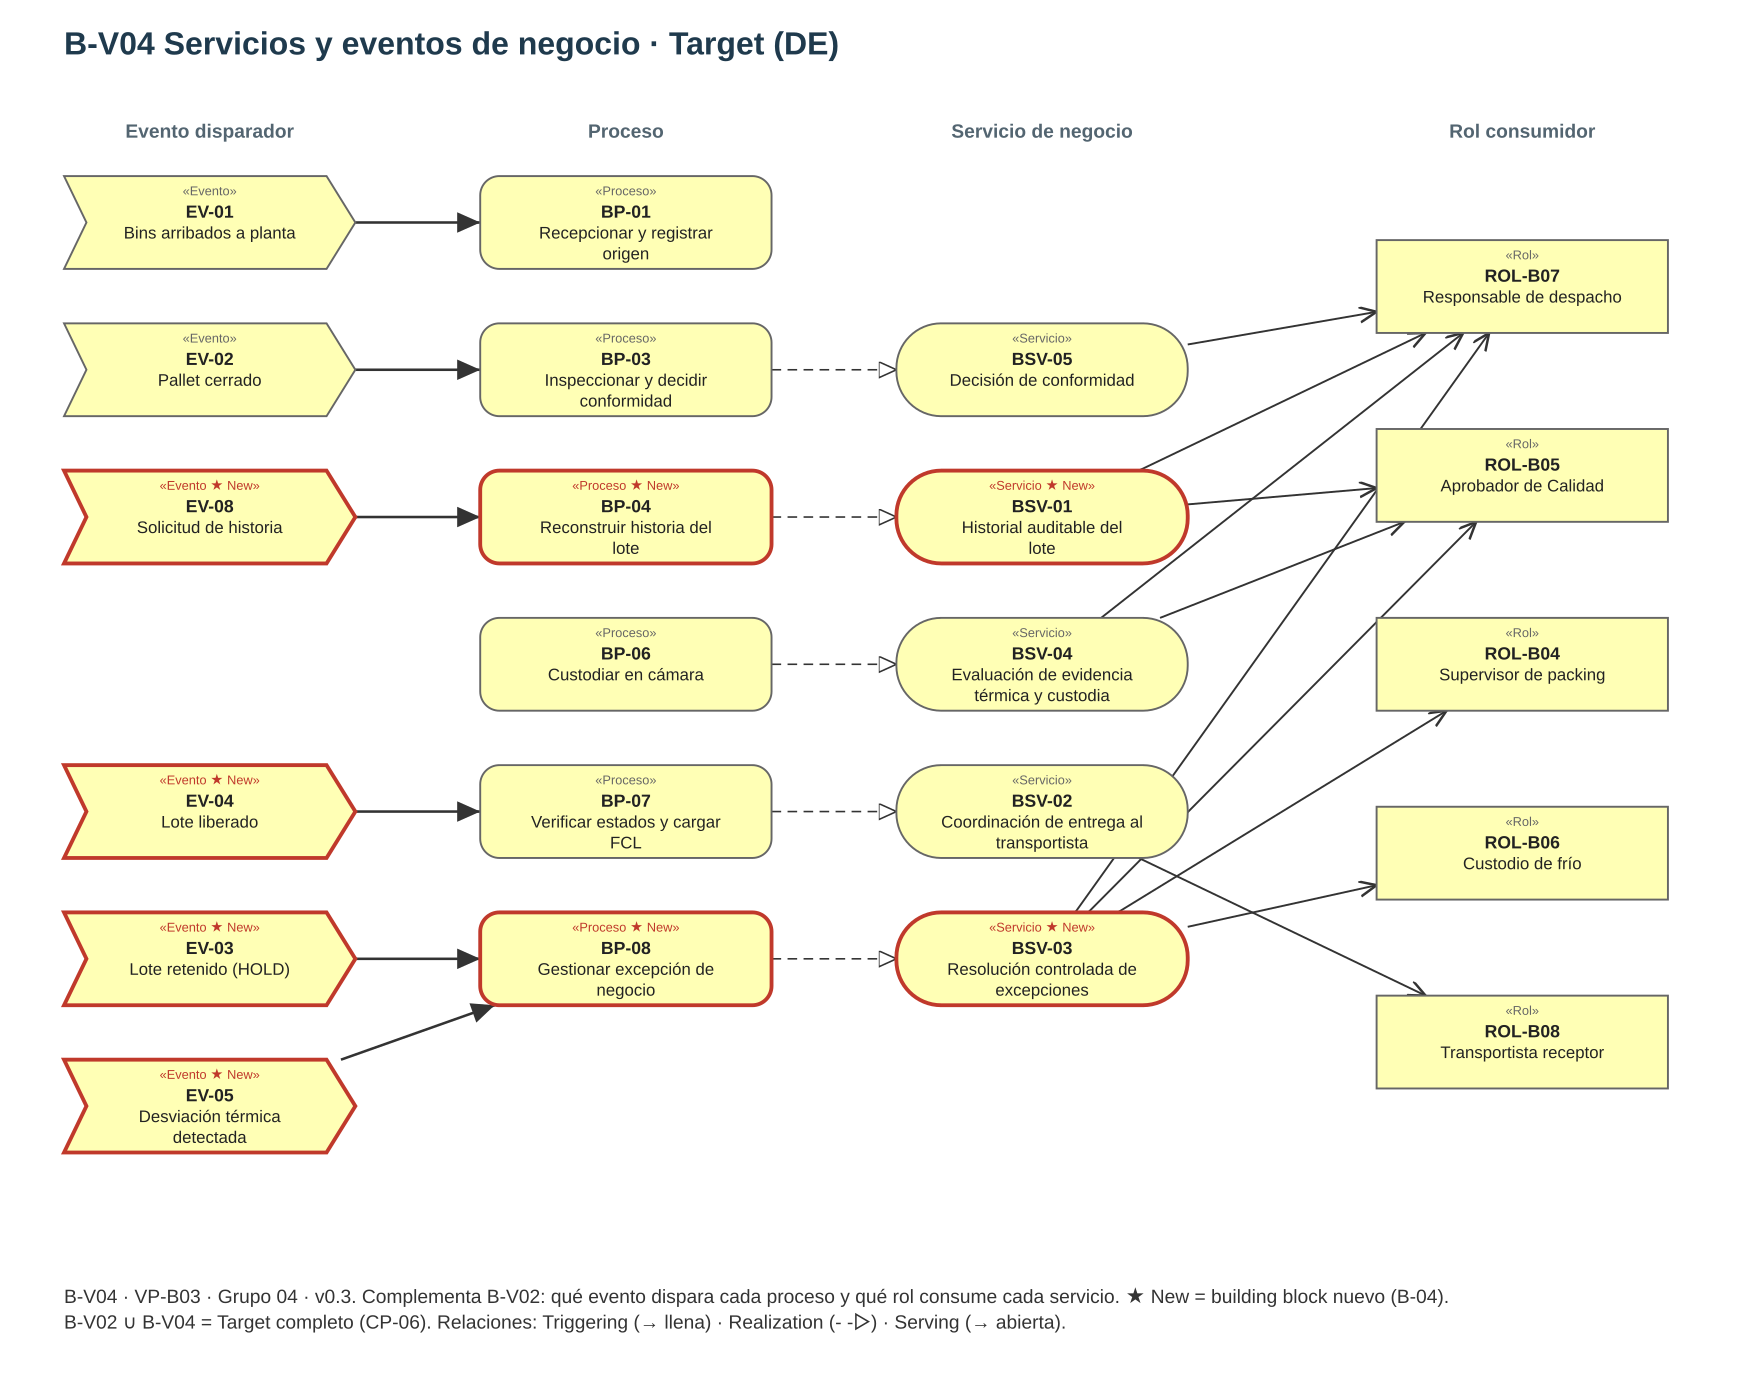 B-V04 Servicios y eventos de negocio · Target (DE)
Evento disparador
Proceso
Servicio de negocio
Rol consumidor
«Evento»
EV-01
Bins arribados a planta
«Proceso»
BP-01
Recepcionar y registrar
origen
«Rol»
ROL-B07
Responsable de despacho
«Evento»
EV-02
Pallet cerrado
«Proceso»
BP-03
Inspeccionar y decidir
conformidad
«Servicio»
BSV-05
Decisión de conformidad
«Rol»
ROL-B05
Aprobador de Calidad
«Evento ★ New»
EV-08
Solicitud de historia
«Proceso ★ New»
BP-04
Reconstruir historia del
lote
«Servicio ★ New»
BSV-01
Historial auditable del
lote
«Proceso»
BP-06
Custodiar en cámara
«Servicio»
BSV-04
Evaluación de evidencia
térmica y custodia
«Rol»
ROL-B04
Supervisor de packing
«Evento ★ New»
EV-04
Lote liberado
«Proceso»
BP-07
Verificar estados y cargar
FCL
«Servicio»
BSV-02
Coordinación de entrega al
transportista
«Rol»
ROL-B06
Custodio de frío
«Evento ★ New»
EV-03
Lote retenido (HOLD)
«Proceso ★ New»
BP-08
Gestionar excepción de
negocio
«Servicio ★ New»
BSV-03
Resolución controlada de
excepciones
«Rol»
ROL-B08
Transportista receptor
«Evento ★ New»
EV-05
Desviación térmica
detectada
B-V04 · VP-B03 · Grupo 04 · v0.3. Complementa B-V02: qué evento dispara cada proceso y qué rol consume cada servicio. ★ New = building block nuevo (B-04).
B-V02 ∪ B-V04 = Target completo (CP-06). Relaciones: Triggering (→ llena) · Realization (- -▷) · Serving (→ abierta).